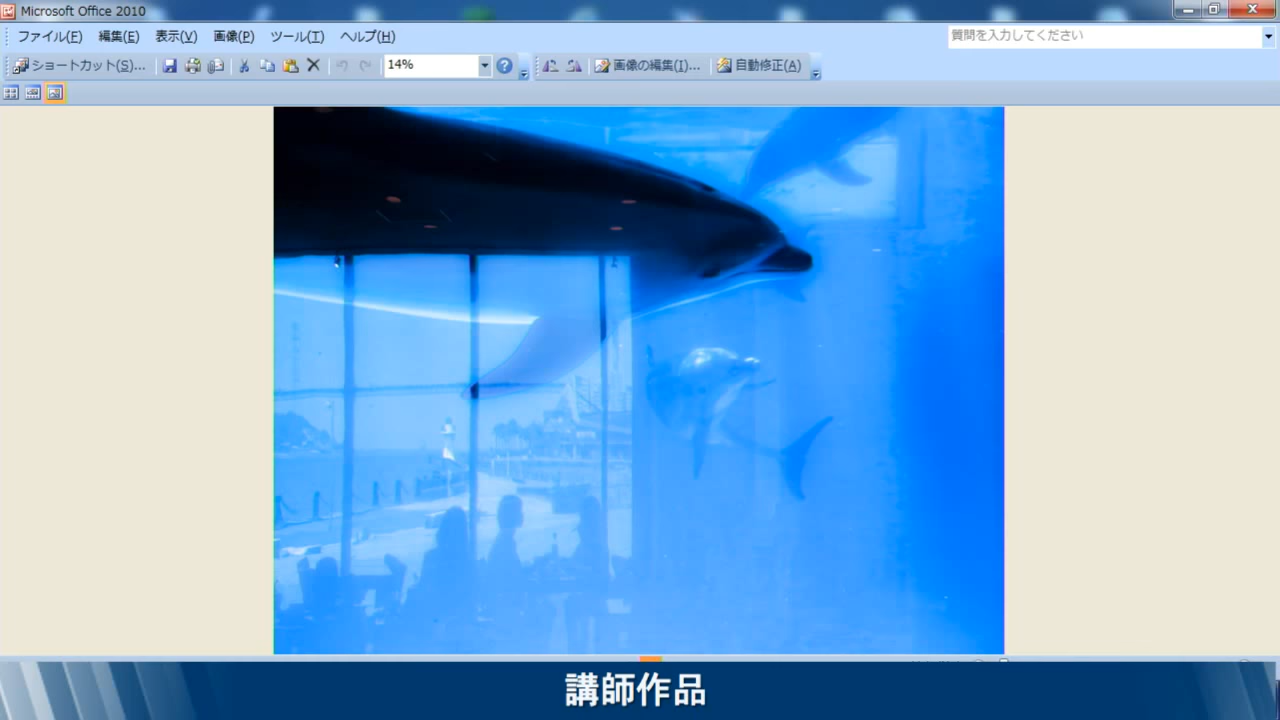 Microsoft Office 2010
ファイル(F) 編集(E) 表示(V) 画像(P) ツール(T) ヘルプ(H)
質問を入力してください
ショートカット(S)... 14% 画像の編集(I)... 自動修正(A)
講師作品